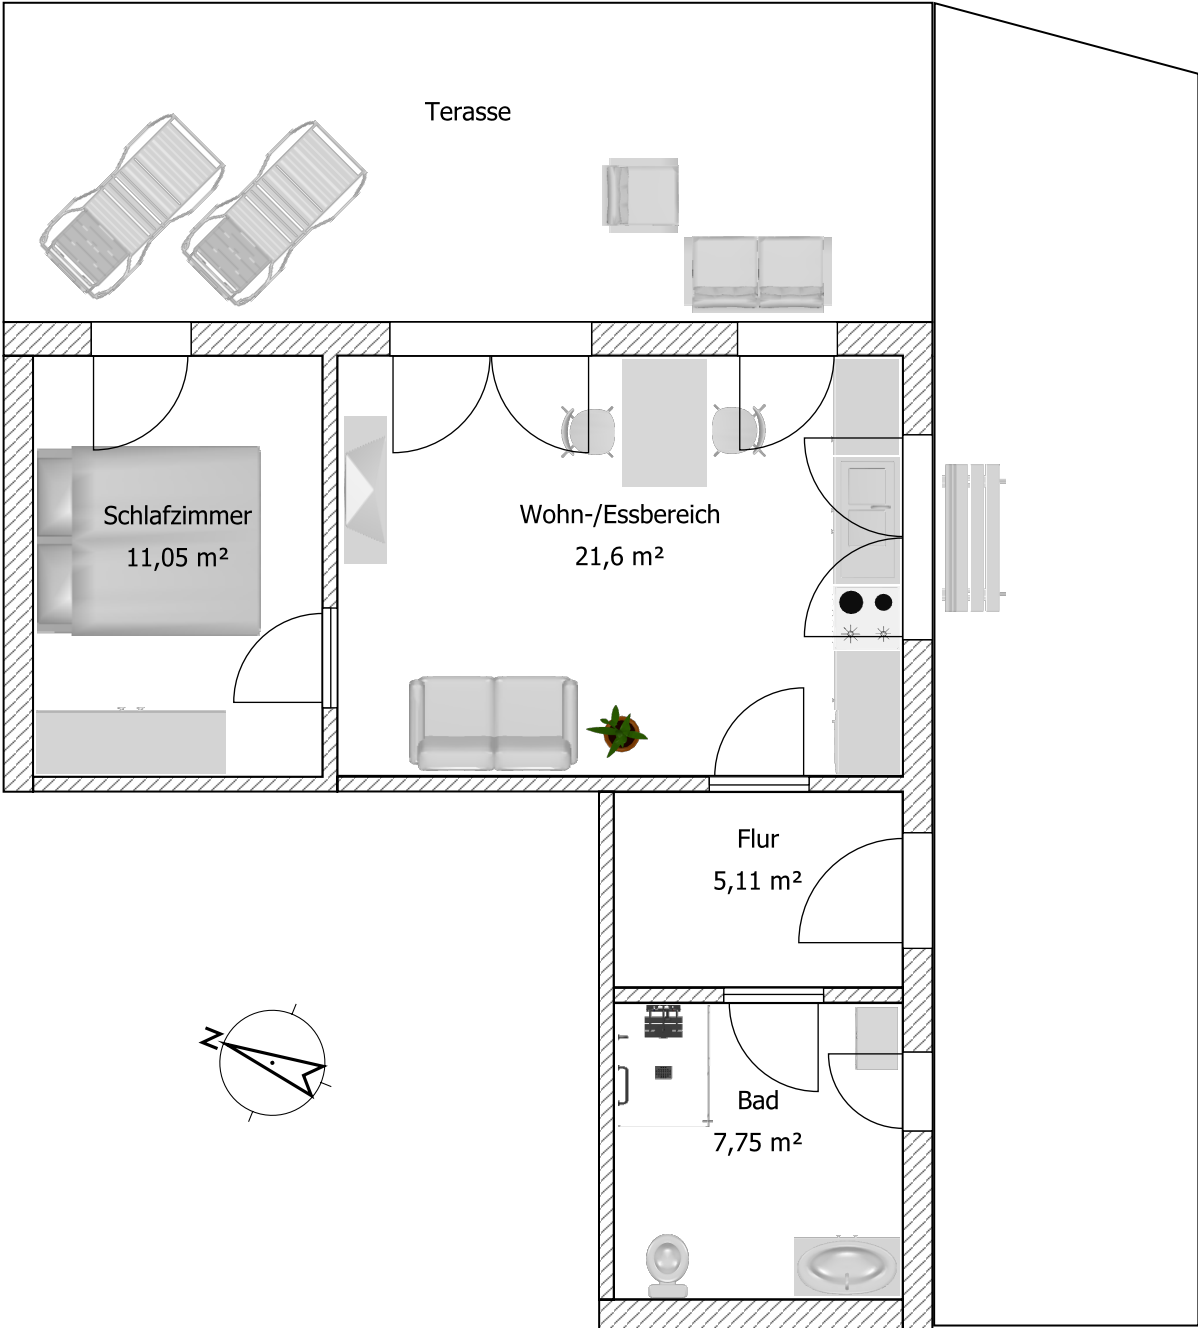 Terasse
Schlafzimmer
11,05 m²
Wohn-/Essbereich
21,6 m²
Flur
5,11 m²
N
Bad
7,75 m²